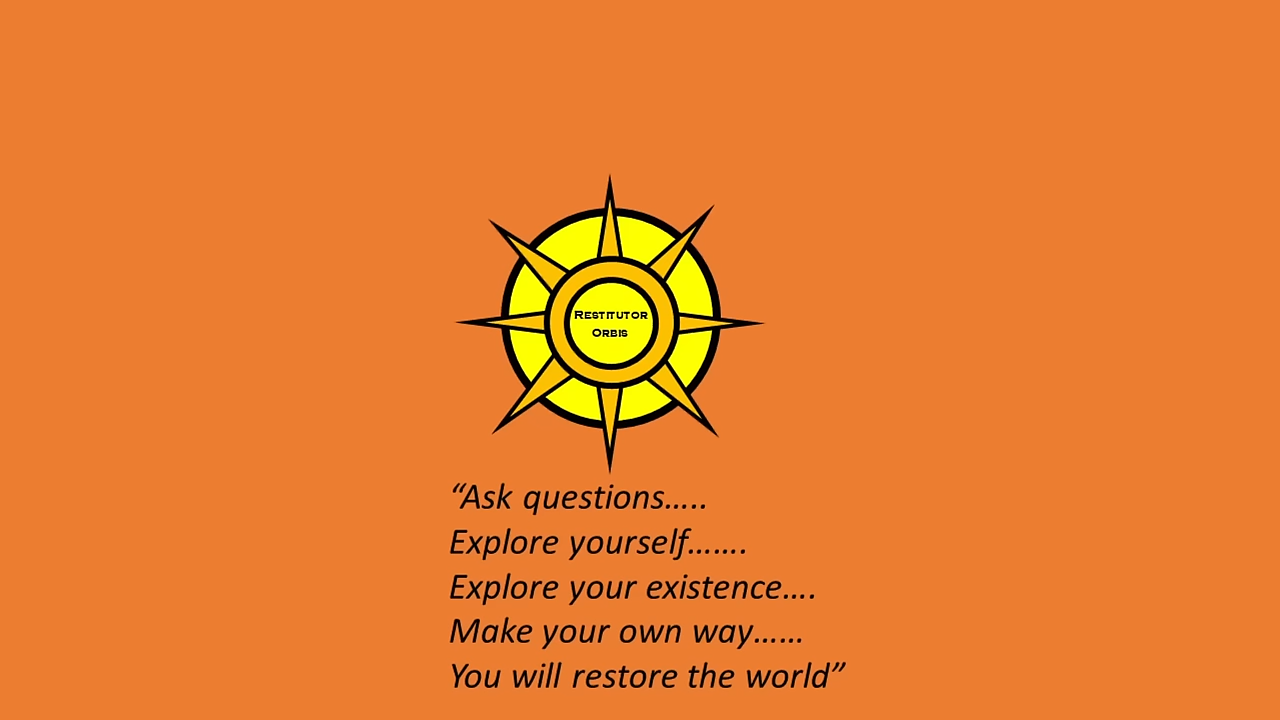 Restitutor
Orbis
“Ask questions…..
Explore yourself…….
Explore your existence….
Make your own way……
You will restore the world”